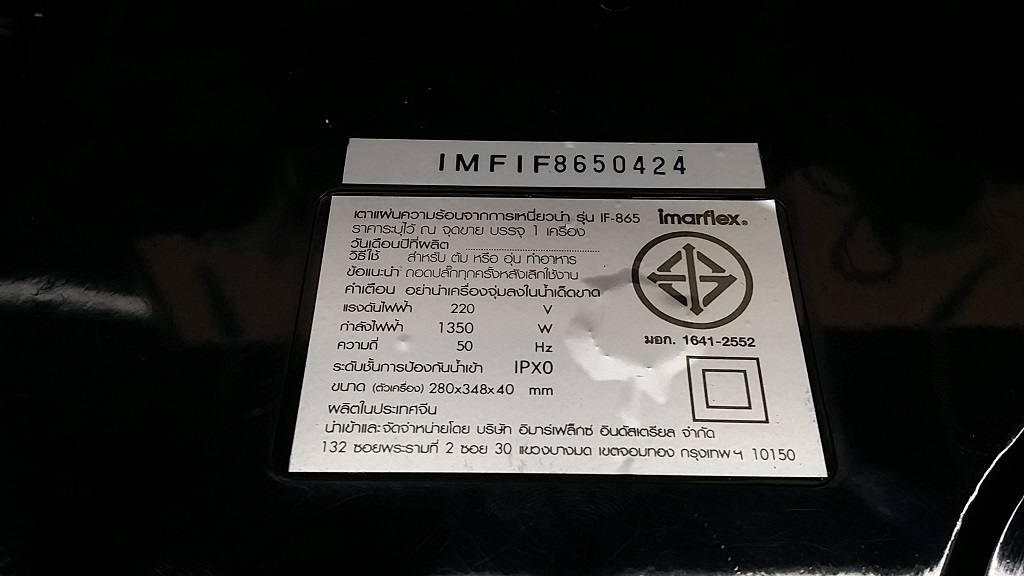 IMFIF8650424
เตาแผ่นความร้อนจากการเหนี่ยวนำ รุ่น IF-865 imarflex®
ราคาระบุไว้ ณ จุดขาย บรรจุ 1 เครื่อง
วันเดือนปีที่ผลิต
วิธีใช้ สำหรับ ต้ม หรือ อุ่น ทำอาหาร
ข้อแนะนำ ถอดปลั๊กทุกครั้งหลังเลิกใช้งาน
คำเตือน อย่านำเครื่องจุ่มลงในน้ำเด็ดขาด
แรงดันไฟฟ้า 220 V
กำลังไฟฟ้า 1350 W
มอก. 1641-2552
ความถี่ 50 Hz
ระดับชั้นการป้องกันน้ำเข้า IPX0
ขนาด (ตัวเครื่อง) 280x348x40 mm
ผลิตในประเทศจีน
นำเข้าและจัดจำหน่ายโดย บริษัท อิมาร์เฟล็กซ์ อินดัสเตรียล จำกัด
132 ซอยพระรามที่ 2 ซอย 30 แขวงบางมด เขตจอมทอง กรุงเทพฯ 10150